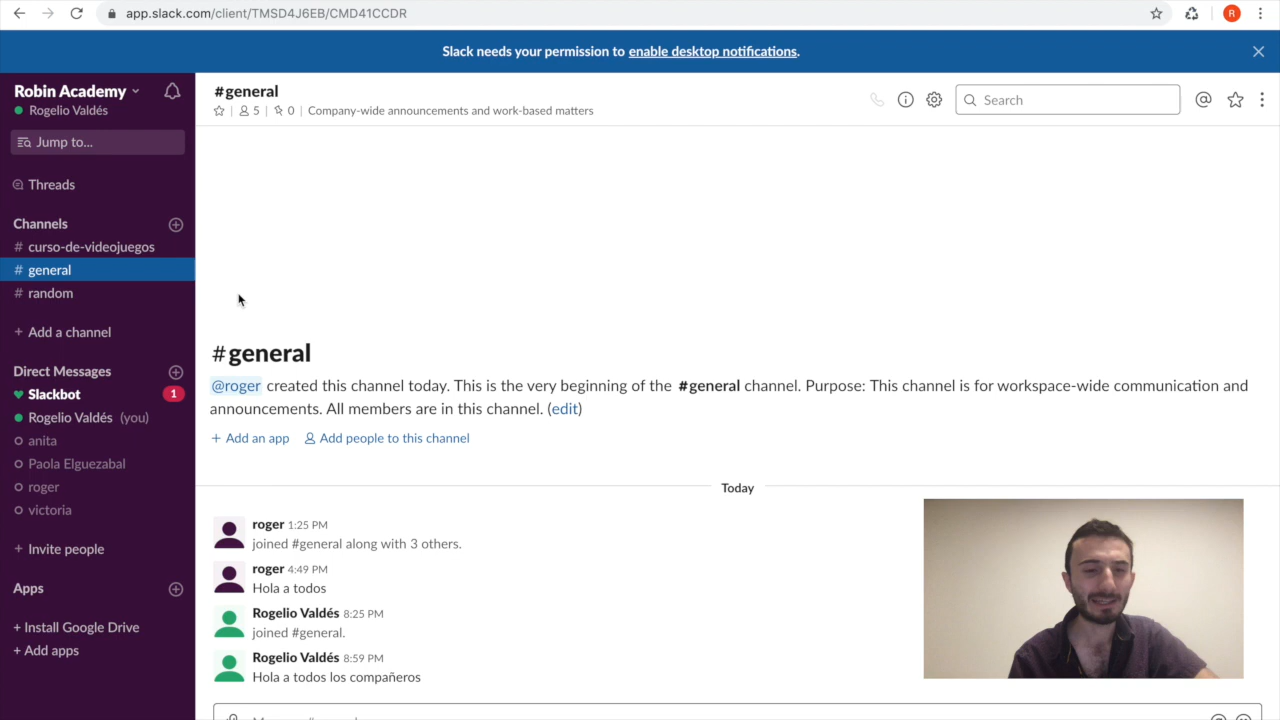 app.slack.com/client/TMSD4J6EB/CMD41CCDR
R
Slack needs your permission to enable desktop notifications.
Robin Academy
Rogelio Valdés
Jump to...
Threads
Channels
# curso-de-videojuegos
# general
# random
+ Add a channel
Direct Messages
Slackbot 1
Rogelio Valdés (you)
anita
Paola Elguezabal
roger
victoria
+ Invite people
Apps
+ Install Google Drive
+ Add apps
#general
5 | 0 | Company-wide announcements and work-based matters
Search
#general
@roger created this channel today. This is the very beginning of the #general channel. Purpose: This channel is for workspace-wide communication and
announcements. All members are in this channel. (edit)
+ Add an app Add people to this channel
Today
roger 1:25 PM
joined #general along with 3 others.
roger 4:49 PM
Hola a todos
Rogelio Valdés 8:25 PM
joined #general.
Rogelio Valdés 8:59 PM
Hola a todos los compañeros